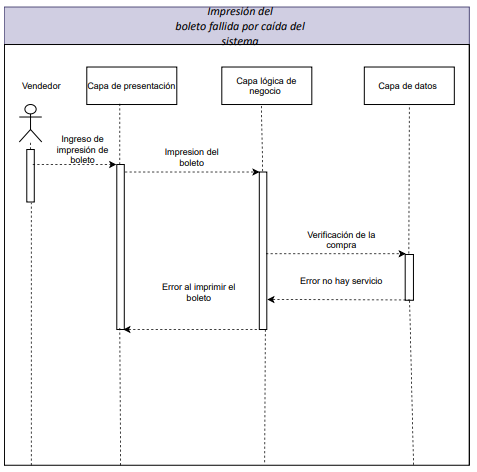 Impresión del
boleto fallida por caída del
sistema
Vendedor
Capa de presentación
Capa lógica de
negocio
Capa de datos
Ingreso de
impresión de
boleto
Impresion del
boleto
Verificación de la
compra
Error no hay servicio
Error al imprimir el
boleto